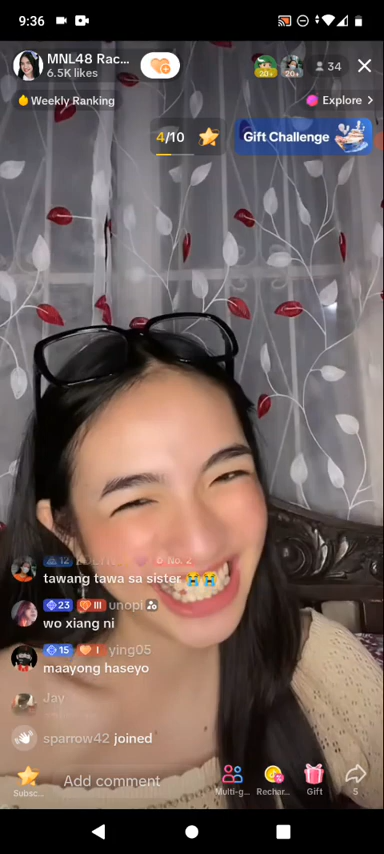 9:36
MNL48 Rac...
6.5K likes
20+
20+
34
Weekly Ranking
Explore
4/10
Gift Challenge
12
No. 2
tawang tawa sa sister 😭😭
23 III unopi
wo xiang ni
15 I ying05
maayong haseyo
Jay
sparrow42 joined
Subsc...
Add comment
Multi-g...
Rechar...
Gift
5